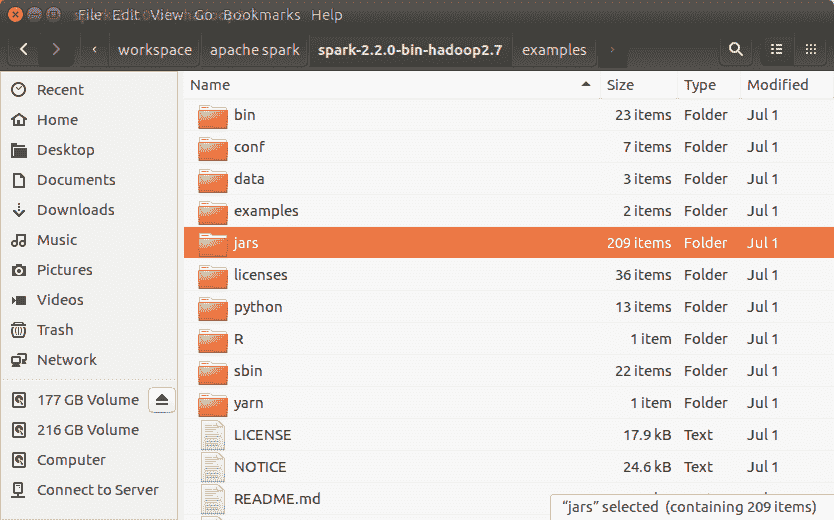 File Edit View Go Bookmarks Help
workspace apache spark spark-2.2.0-bin-hadoop2.7 examples
Recent
Home
Desktop
Documents
Downloads
Music
Pictures
Videos
Trash
Network
177 GB Volume
216 GB Volume
Computer
Connect to Server
Name Size Type Modified
bin 23 items Folder Jul 1
conf 7 items Folder Jul 1
data 3 items Folder Jul 1
examples 2 items Folder Jul 1
jars 209 items Folder Jul 1
licenses 36 items Folder Jul 1
python 13 items Folder Jul 1
R 1 item Folder Jul 1
sbin 22 items Folder Jul 1
yarn 1 item Folder Jul 1
LICENSE 17.9 kB Text Jul 1
NOTICE 24.6 kB Text Jul 1
README.md
“jars” selected (containing 209 items)